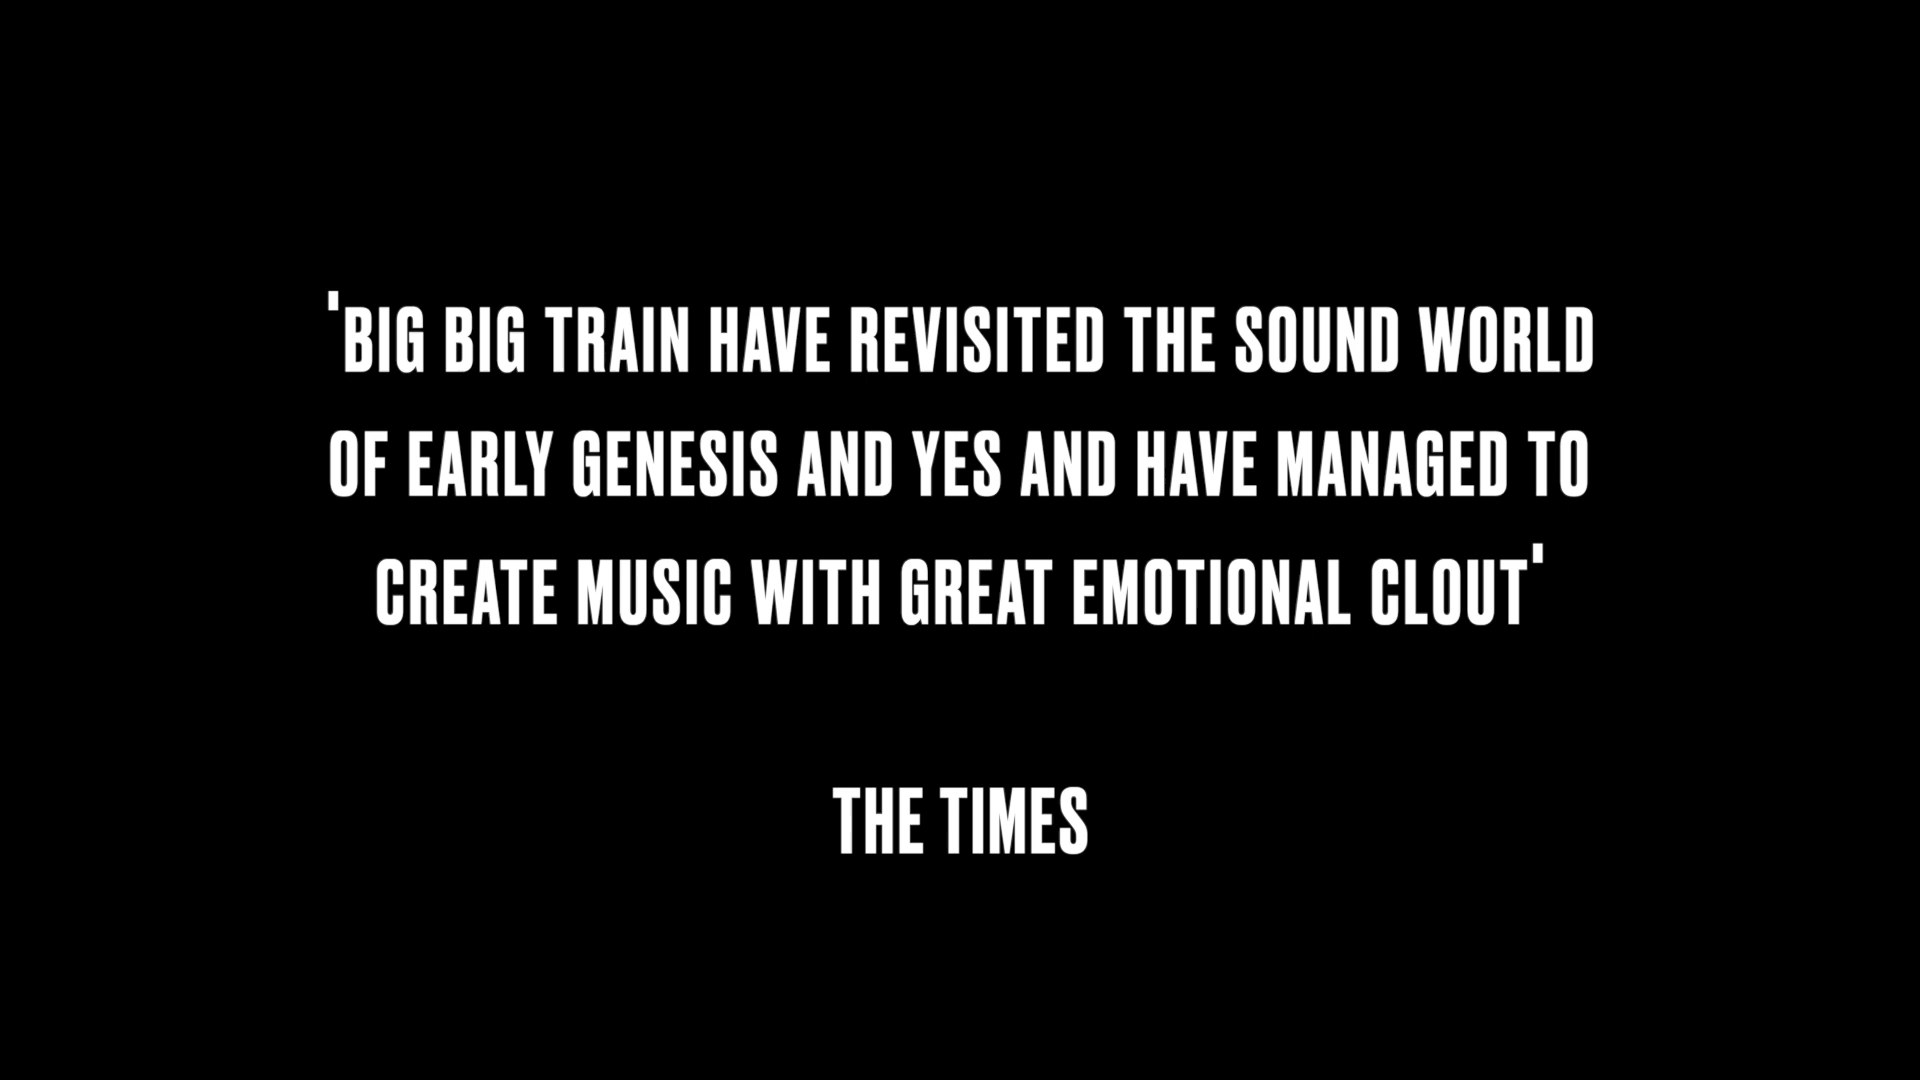 'BIG BIG TRAIN HAVE REVISITED THE SOUND WORLD
OF EARLY GENESIS AND YES AND HAVE MANAGED TO
CREATE MUSIC WITH GREAT EMOTIONAL CLOUT'
THE TIMES